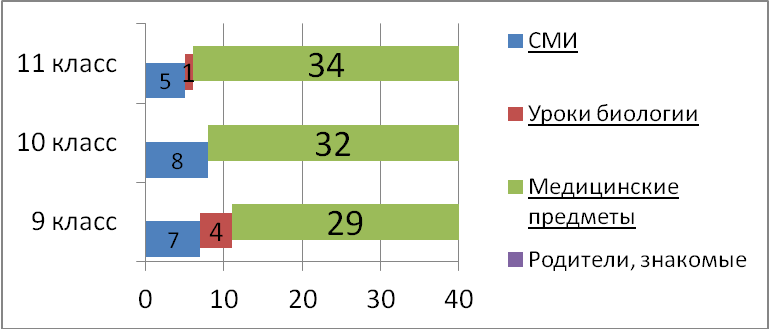 11 класс
5
1
34
10 класс
8
32
9 класс
7
4
29
0 10 20 30 40
СМИ
Уроки биологии
Медицинские
предметы
Родители, знакомые